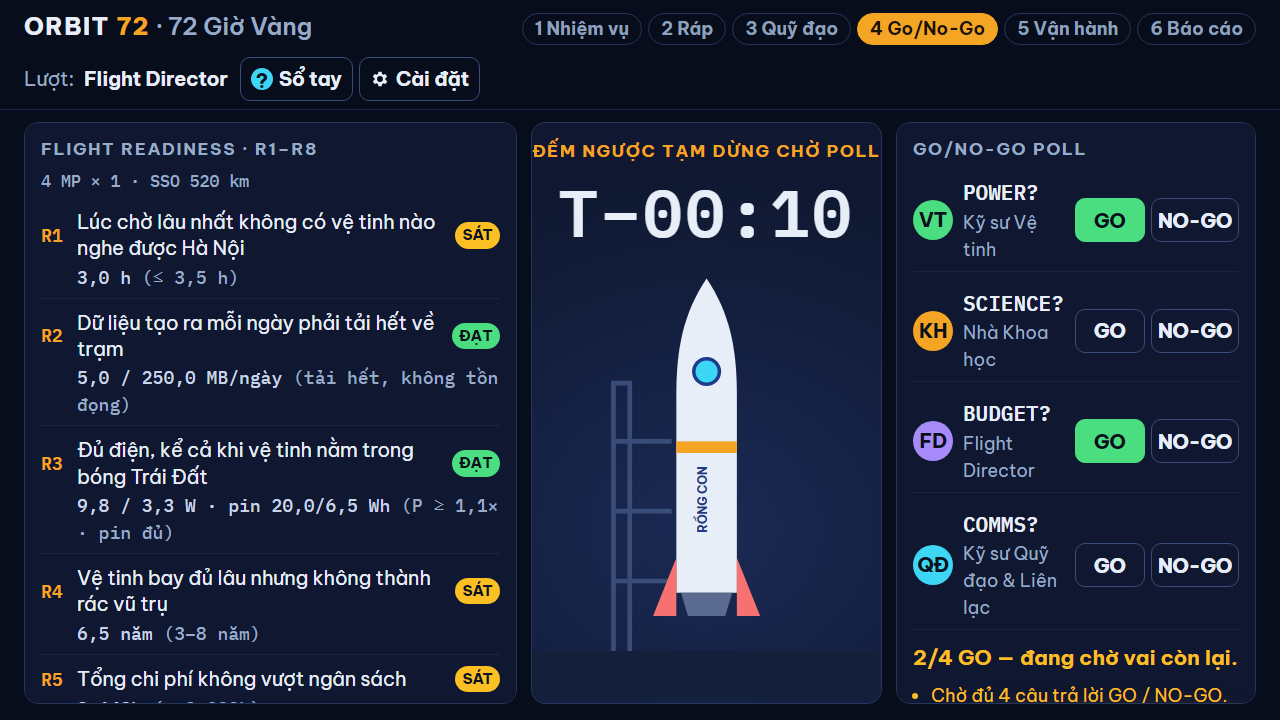 ORBIT 72 · 72 Giờ Vàng
1 Nhiệm vụ
2 Ráp
3 Quỹ đạo
4 Go/No-Go
5 Vận hành
6 Báo cáo
Lượt: Flight Director
? Sổ tay
Cài đặt
FLIGHT READINESS · R1–R8
4 MP × 1 · SSO 520 km
R1
Lúc chờ lâu nhất không có vệ tinh nào
nghe được Hà Nội
SÁT
3,0 h (≤ 3,5 h)
R2
Dữ liệu tạo ra mỗi ngày phải tải hết về
trạm
ĐẠT
5,0 / 250,0 MB/ngày (tải hết, không tồn
đọng)
R3
Đủ điện, kể cả khi vệ tinh nằm trong
bóng Trái Đất
ĐẠT
9,8 / 3,3 W · pin 20,0/6,5 Wh (P ≥ 1,1×
· pin đủ)
R4
Vệ tinh bay đủ lâu nhưng không thành
rác vũ trụ
SÁT
6,5 năm (3–8 năm)
R5
Tổng chi phí không vượt ngân sách
SÁT
ĐẾM NGƯỢC TẠM DỪNG CHỜ POLL
T−00:10
RỒNG CON
GO/NO-GO POLL
VT
POWER?
Kỹ sư Vệ
tinh
GO
NO-GO
KH
SCIENCE?
Nhà Khoa
học
GO
NO-GO
FD
BUDGET?
Flight
Director
GO
NO-GO
QĐ
COMMS?
Kỹ sư Quỹ
đạo & Liên
lạc
GO
NO-GO
2/4 GO — đang chờ vai còn lại.
• Chờ đủ 4 câu trả lời GO / NO-GO.